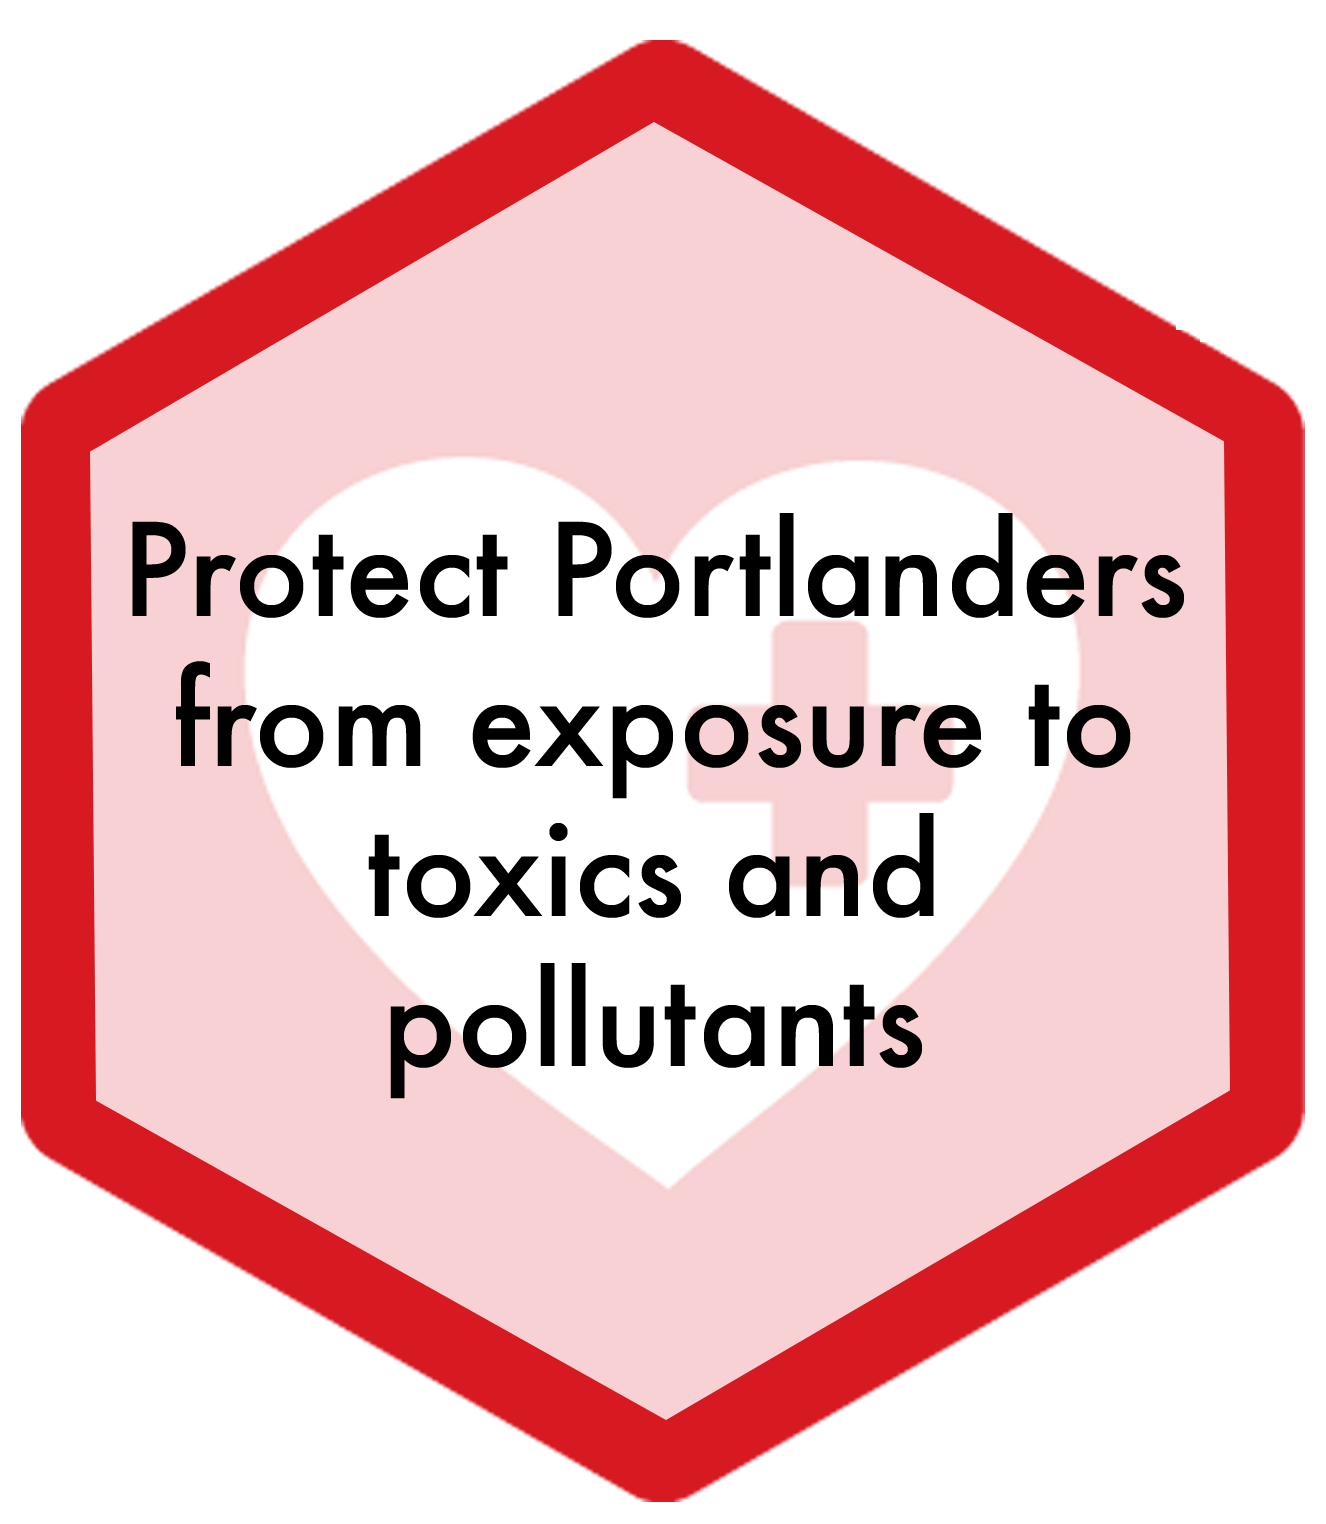 Protect Portlanders
from exposure to
toxics and
pollutants